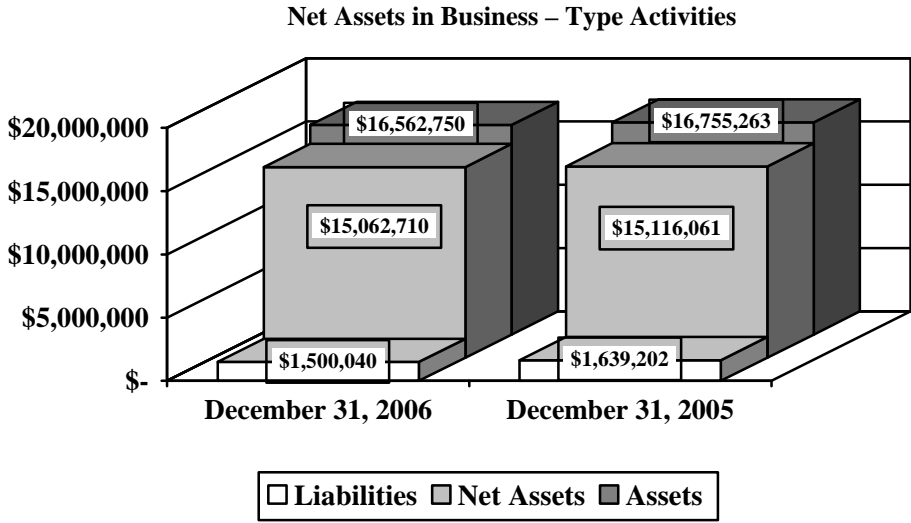 Net Assets in Business – Type Activities
$20,000,000
$15,000,000
$10,000,000
$5,000,000
$-
$16,562,750
$16,755,263
$15,062,710
$15,116,061
$1,500,040
$1,639,202
December 31, 2006
December 31, 2005
Liabilities Net Assets Assets